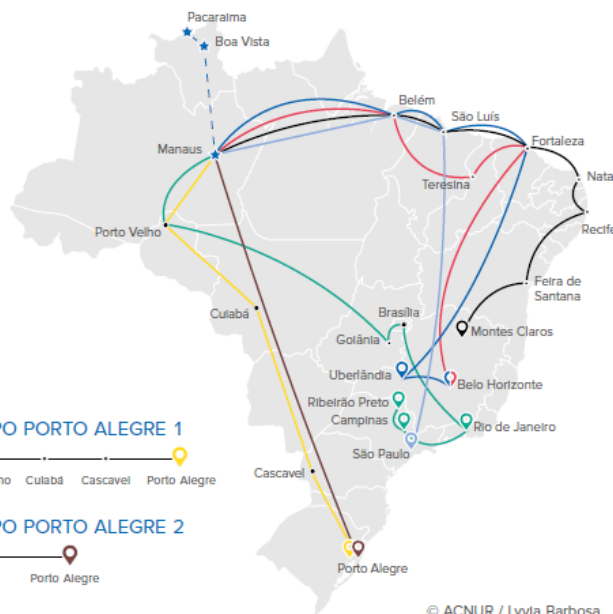 Pacaraima
Boa Vista
Belém
São Luís
Manaus
Fortaleza
Teresina
Nata
Recife
Porto Velho
Feira de
Santana
Cuiabá
Brasília
Montes Claros
Goiânia
Uberlândia
Belo Horizonte
Ribeirão Preto
Campinas
Rio de Janeiro
São Paulo
PO PORTO ALEGRE 1
ho Cuiabá Cascavel Porto Alegre
Cascavel
PO PORTO ALEGRE 2
Porto Alegre
Porto Alegre
© ACNUR / Lyvia Barbosa